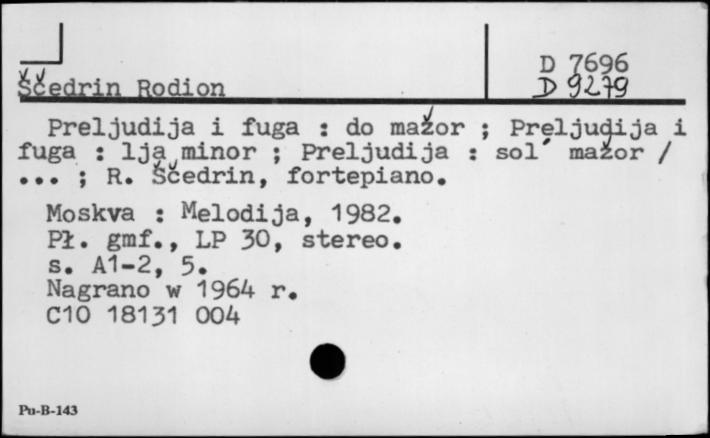 D 7696
Ščedrin Rodion D 9279
Preljudija i fuga : do mažor ; Preljudija i
fuga : lja minor ; Preljudija : sol´ mažor /
... ; R. Ščedrin, fortepiano.
Moskva : Melodija, 1982.
Pł. gmf., LP 30, stereo.
s. A1-2, 5.
Nagrano w 1964 r.
C10 18131 004
Pu-B-143